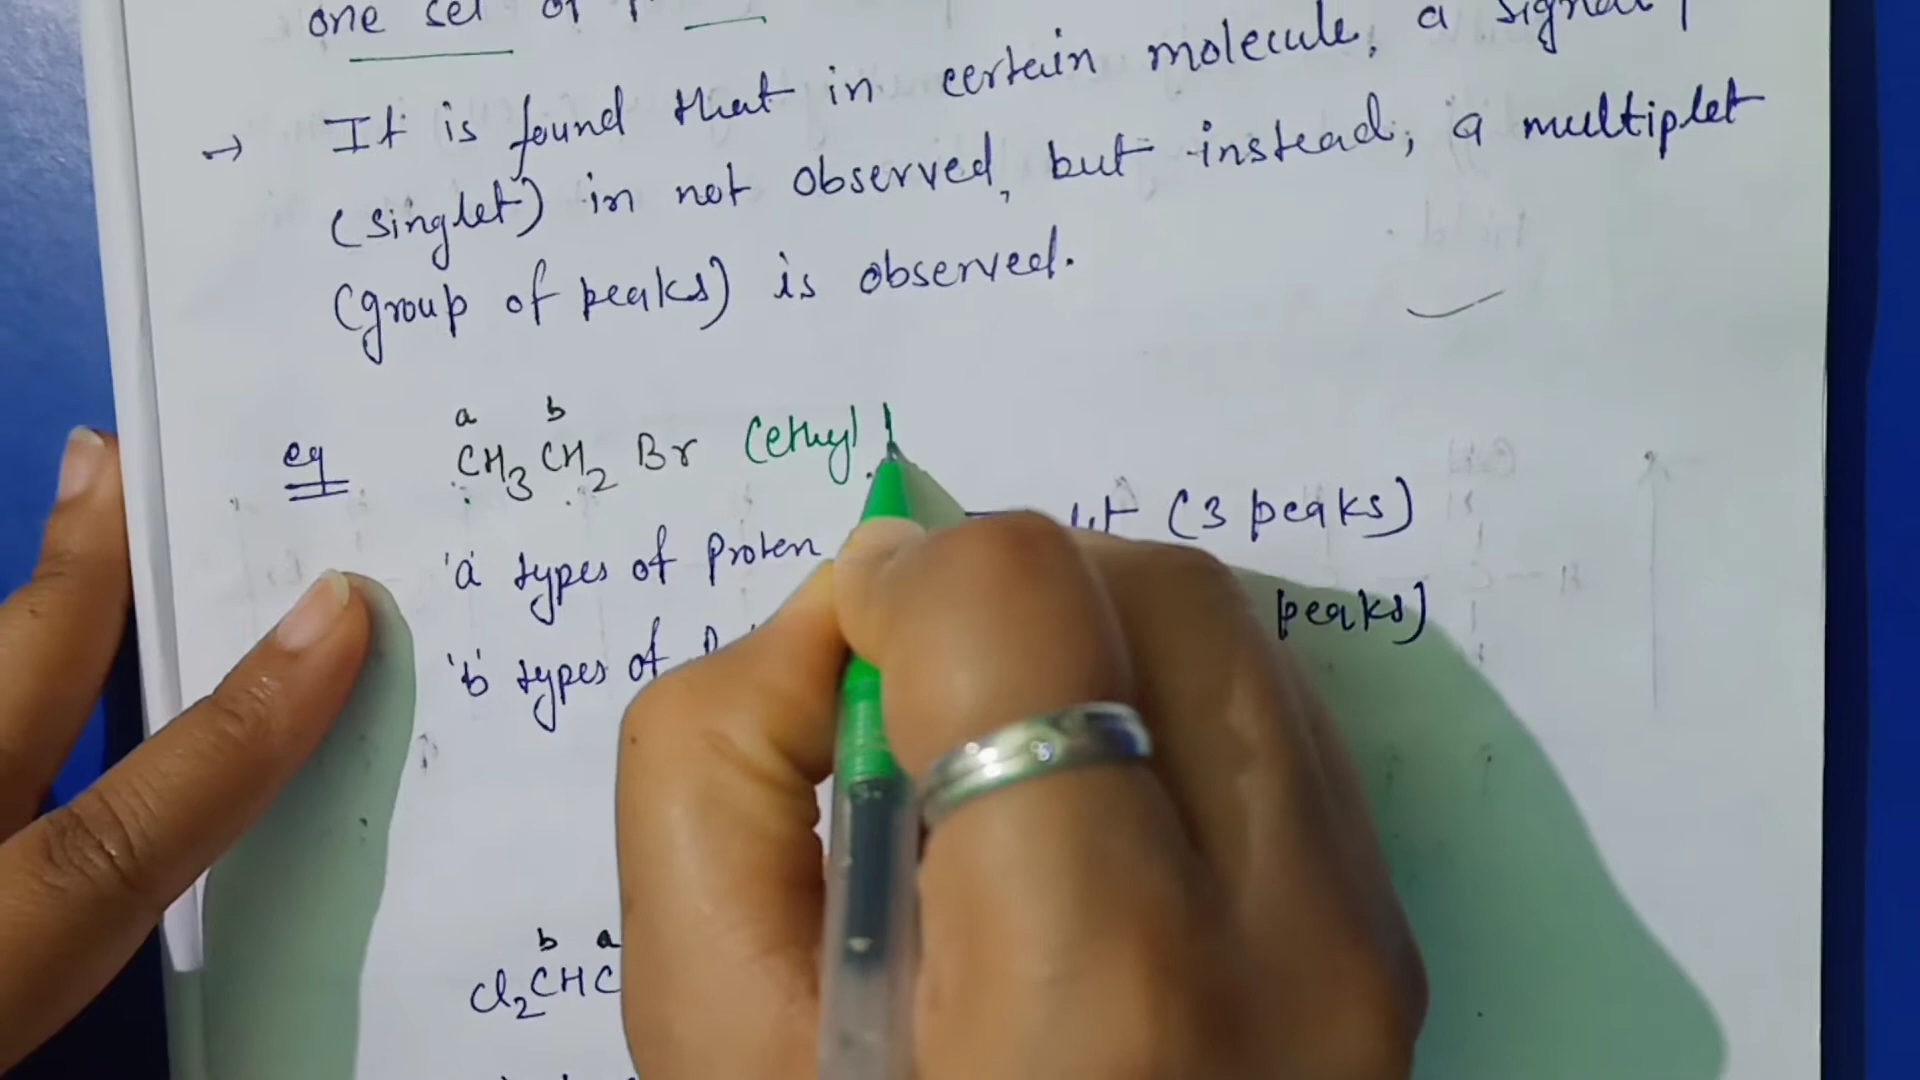 one set of
→ It is found that in certain molecule, a signal
(singlet) in not observed, but instead, a multiplet
(group of peaks) is observed.
a b
eg CH3 CH2 Br (ethyl
'a' types of Proten (3 peaks)
'b' types of peaks)
b a
Cl2CHC